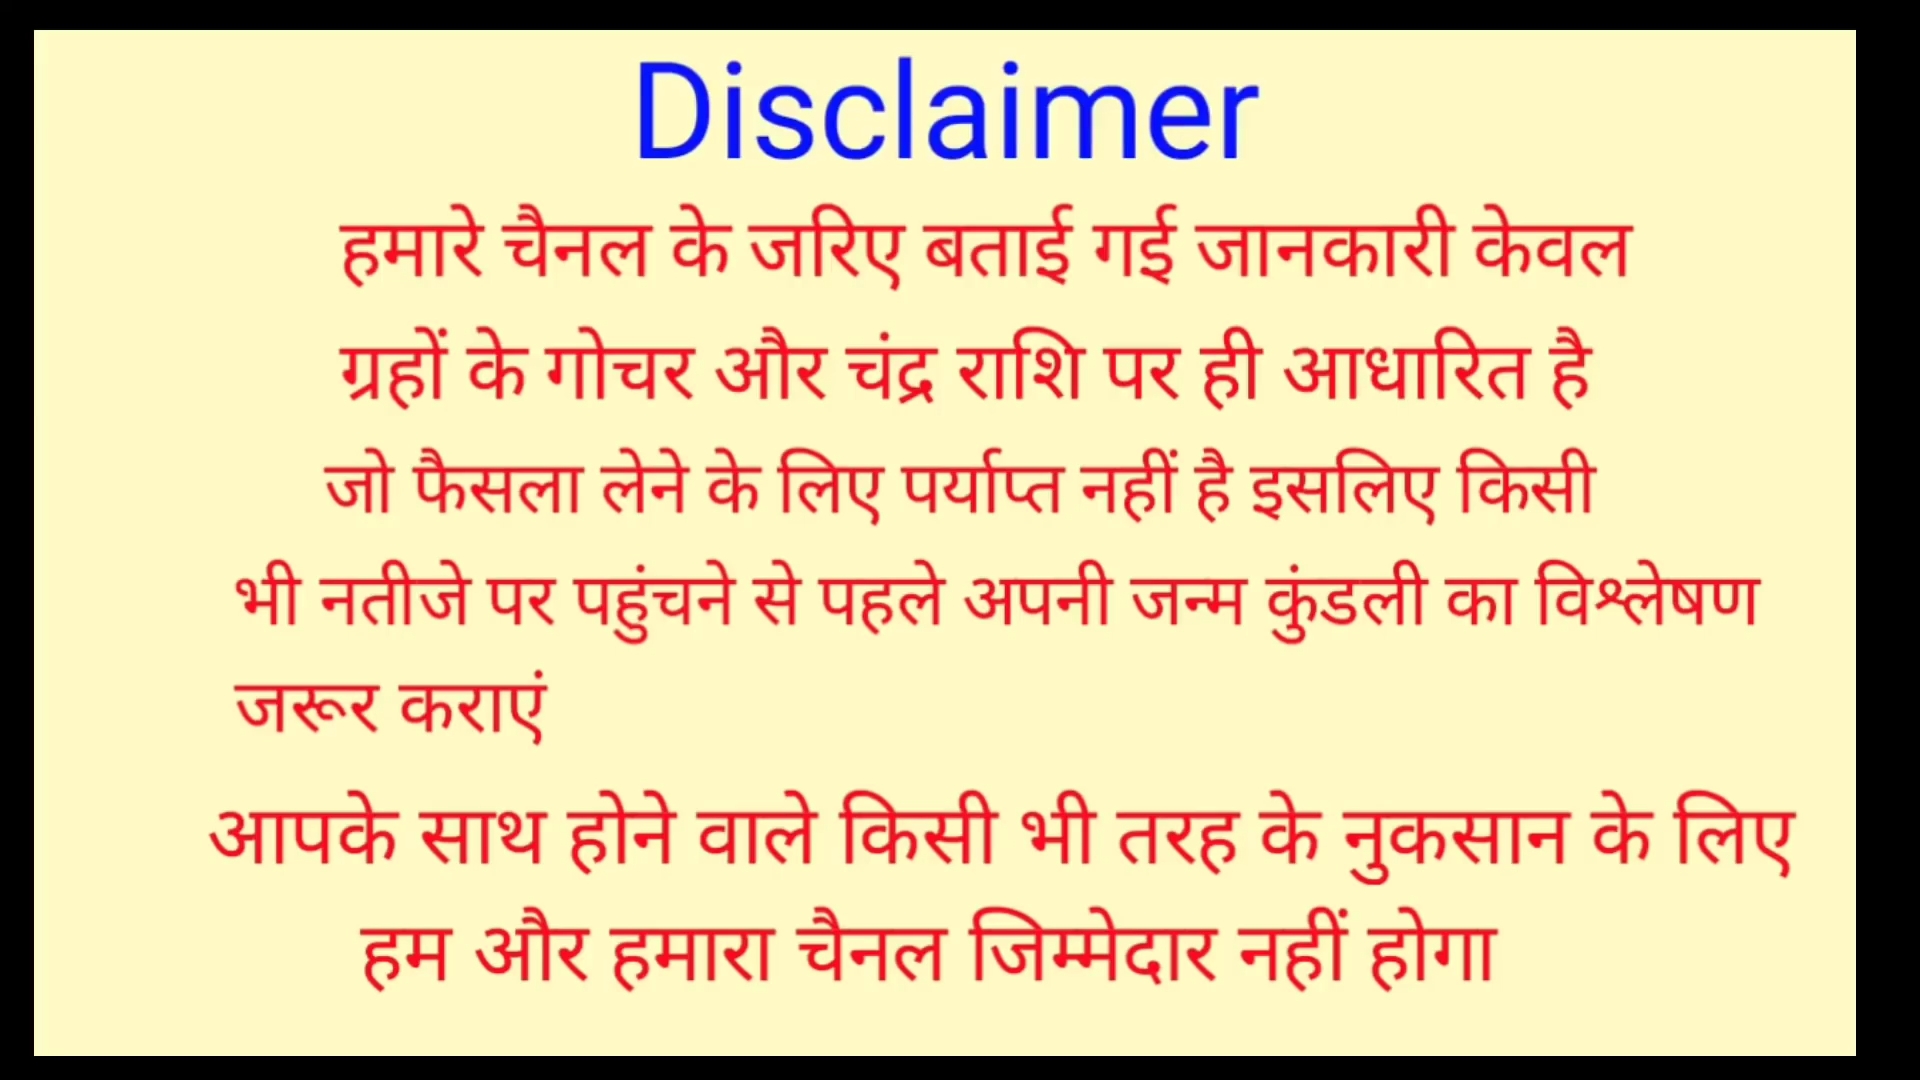 Disclaimer
हमारे चैनल के जरिए बताई गई जानकारी केवल
ग्रहों के गोचर और चंद्र राशि पर ही आधारित है
जो फैसला लेने के लिए पर्याप्त नहीं है इसलिए किसी
भी नतीजे पर पहुंचने से पहले अपनी जन्म कुंडली का विश्लेषण
जरूर कराएं
आपके साथ होने वाले किसी भी तरह के नुकसान के लिए
हम और हमारा चैनल जिम्मेदार नहीं होगा